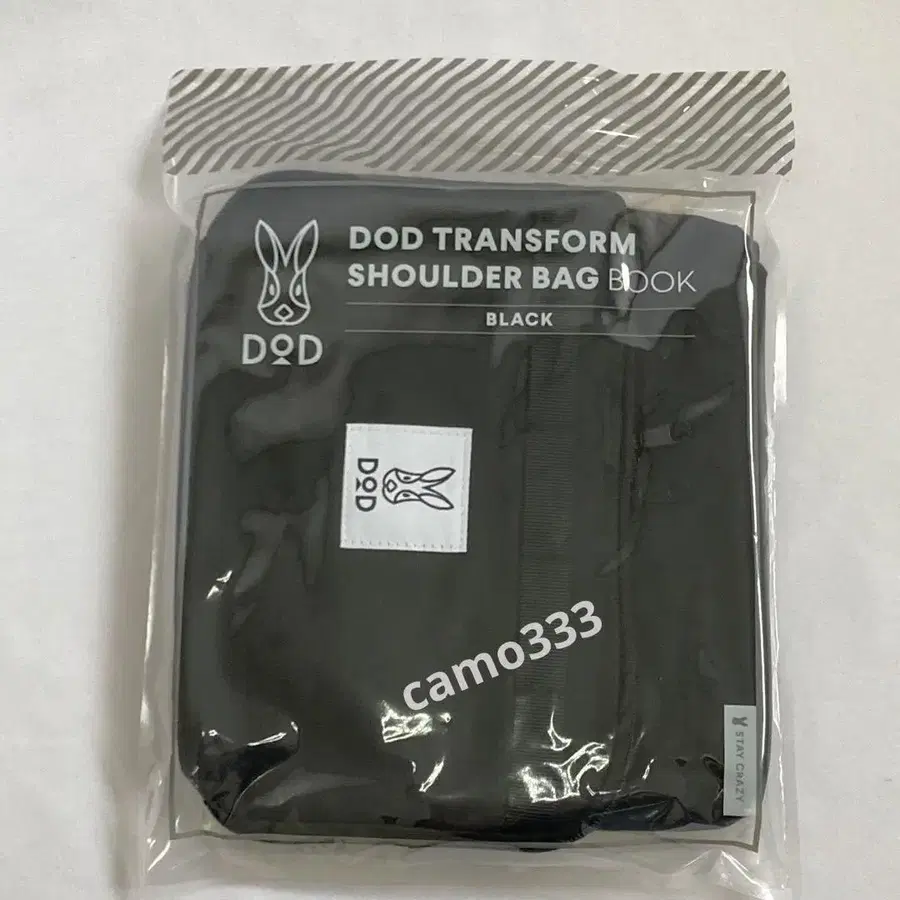 DOD TRANSFORM
SHOULDER BAG BOOK
BLACK
DOD
DOD
camo333
STAY CRAZY